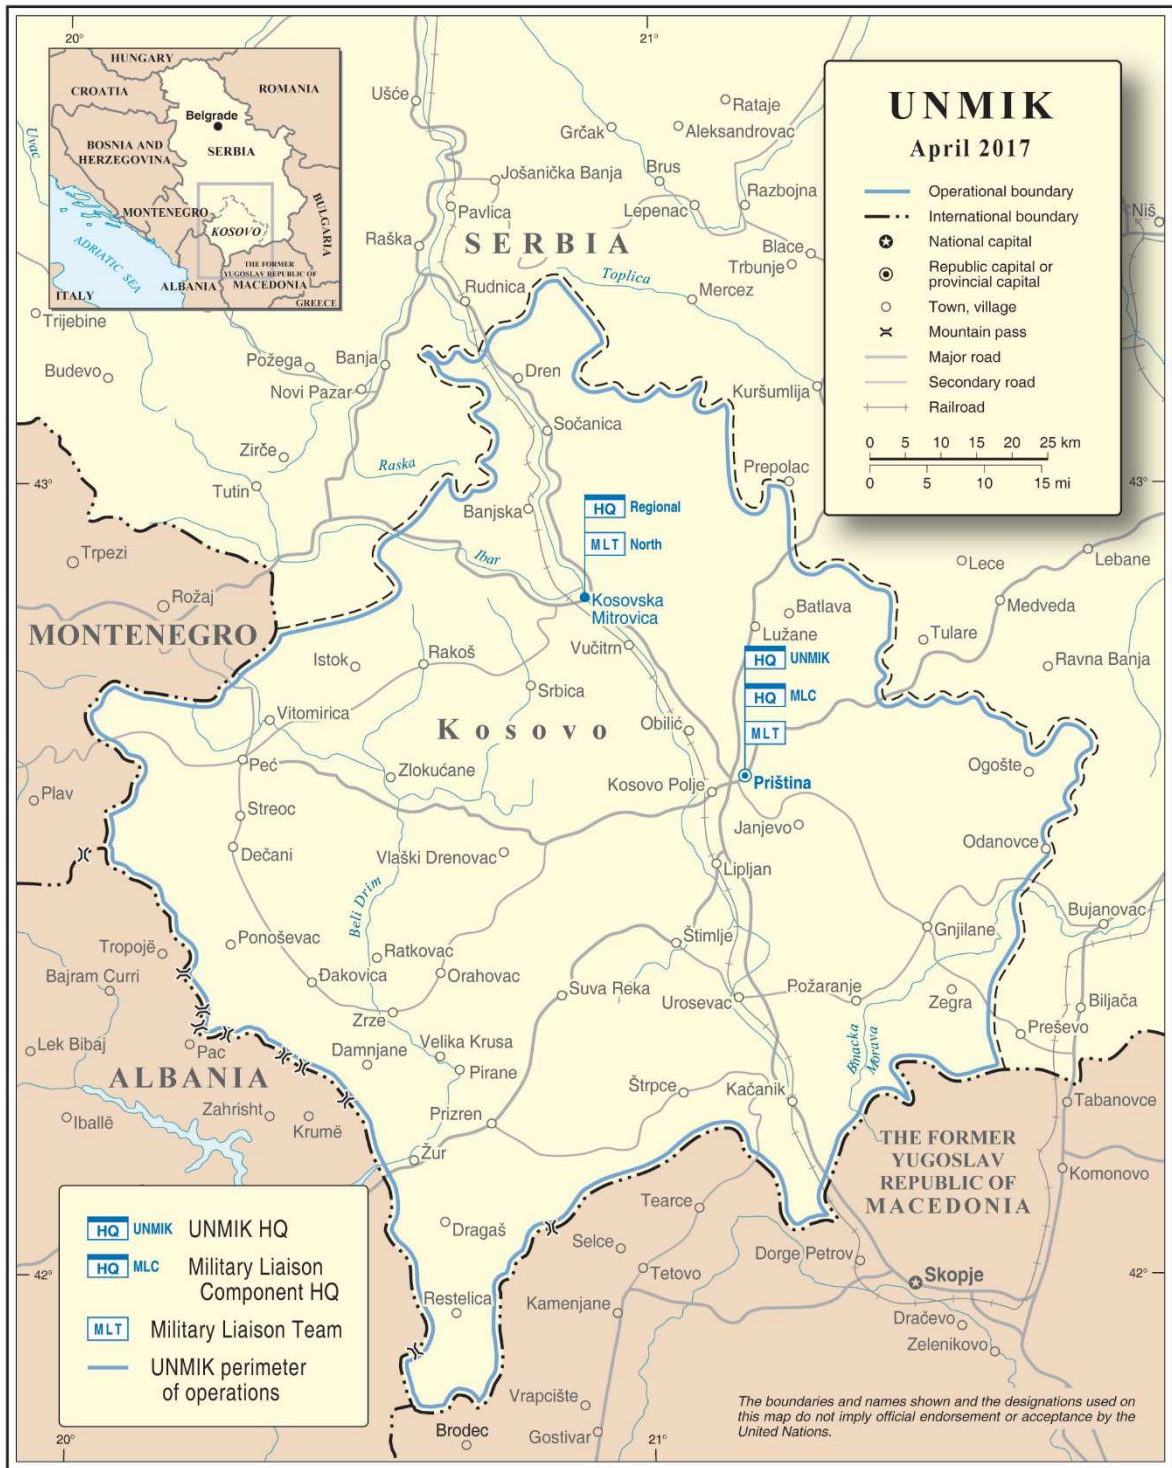 20°
21°
HUNGARY
CROATIA
ROMANIA
Belgrade
BOSNIA AND
HERZEGOVINA
SERBIA
MONTENEGRO
KOSOVO
BULGARIA
ADRIATIC SEA
THE FORMER
YUGOSLAV REPUBLIC OF
MACEDONIA
ALBANIA
ITALY
GREECE
UNMIK
April 2017
Operational boundary
International boundary
National capital
Republic capital or
provincial capital
Town, village
Mountain pass
Major road
Secondary road
Railroad
0 5 10 15 20 25 km
0 5 10 15 mi
Uvac
Ušće
Rataje
Grčak
Aleksandrovac
Jošanička Banja
Brus
Razbojna
Pavlica
Lepenac
Niš
Raška
SERBIA
Blace
Trbunje
Toplica
Rudnica
Mercez
Trijebine
Požega
Banja
Budevo
Dren
Novi Pazar
Kuršumlija
Sočanica
Zirče
Raska
Tutin
Prepolac
43°
43°
Banjska
HQ Regional
MLT North
Trpezi
Ibar
Lece
Lebane
Rožaj
Kosovska
Mitrovica
Batlava
Medveda
MONTENEGRO
Lužane
Tulare
Vučitrn
Istok
Rakoš
HQ UNMIK
Ravna Banja
Srbica
HQ MLC
Vitomirica
Kosovo
Obilić
MLT
Peć
Zlokućane
Ogošte
Priština
Kosovo Polje
Plav
Streoc
Janjevo
Dečani
Vlaški Drenovac
Odanovce
Lipljan
Beli Drim
Bujanovac
Ponoševac
Gnjilane
Tropojë
Štimlje
Ratkovac
Bajram Curri
Đakovica
Orahovac
Suva Reka
Urosevac
Požaranje
Zegra
Biljača
Zrze
Preševo
Lek Bibaj
Pac
Damnjane
Velika Krusa
Binacka
Morava
ALBANIA
Pirane
Štrpce
Kačanik
Tabanovce
Iballë
Zahrisht
Krumë
Prizren
THE FORMER
YUGOSLAV
REPUBLIC OF
MACEDONIA
Žur
Komonovo
Tearce
HQ UNMIK UNMIK HQ
HQ MLC Military Liaison
Component HQ
MLT Military Liaison Team
UNMIK perimeter
of operations
Dragaš
Selce
Dorge Petrov
42°
Tetovo
Skopje
42°
Restelica
Kamenjane
Dračevo
Zelenikovo
Vrapcište
Brodec
Gostivar
The boundaries and names shown and the designations used on
this map do not imply official endorsement or acceptance by the
United Nations.
20°
21°